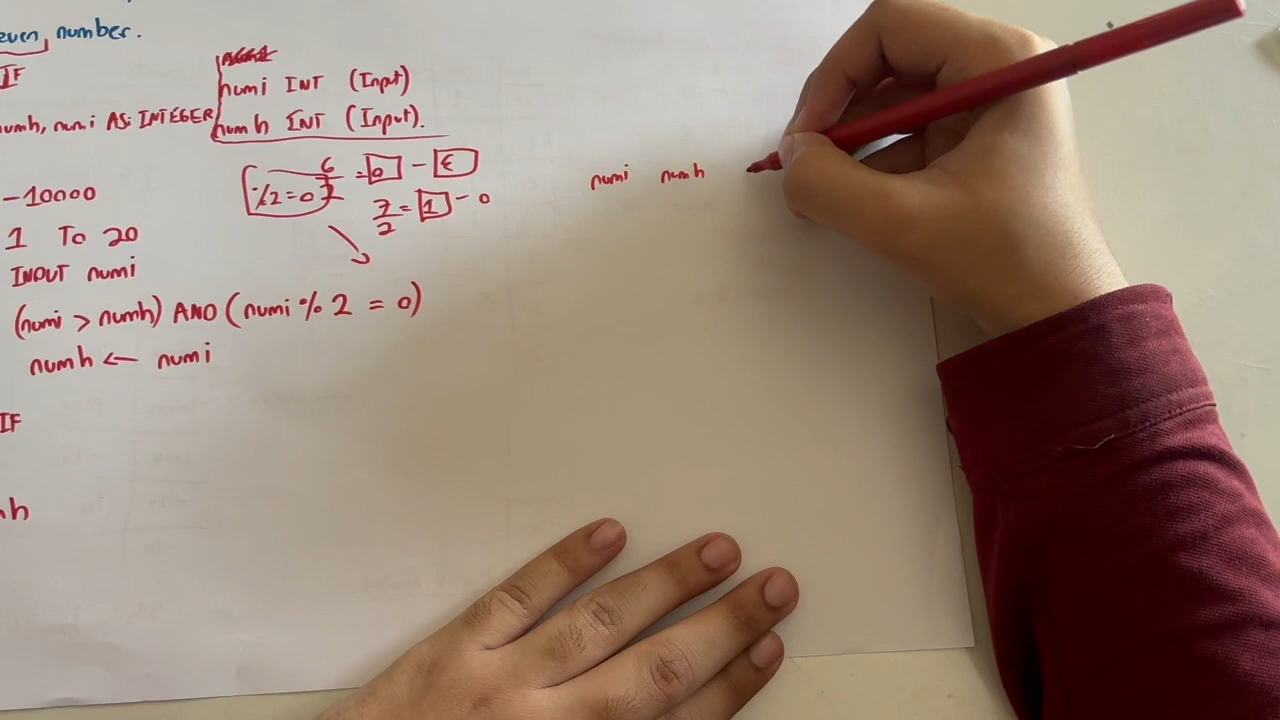 even number.
IF
numh, numi AS: INTEGER
numi INT (Input)
numh INT (Input).
%2=0
6 = 0 -
7/2 = 1 - 0
-10000
1 To 20
INPUT numi
(numi > numh) AND (numi % 2 = 0)
numh ← numi
IF
numi numh